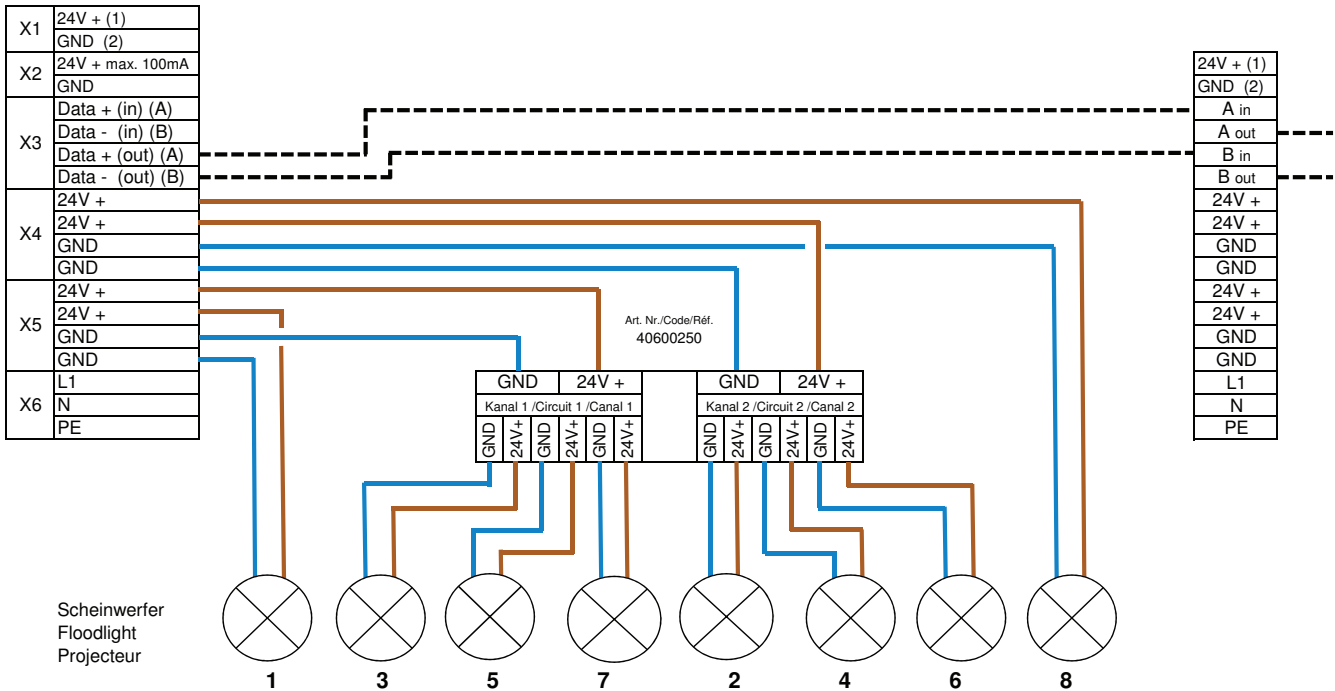 X1
24V + (1)
GND (2)
X2
24V + max. 100mA
GND
X3
Data + (in) (A)
Data - (in) (B)
Data + (out) (A)
Data - (out) (B)
X4
24V +
24V +
GND
GND
X5
24V +
24V +
GND
GND
X6
L1
N
PE
Art. Nr./Code/Réf.
40600250
GND 24V +
Kanal 1 /Circuit 1 /Canal 1
GND 24V+ GND 24V+ GND 24V+
GND 24V +
Kanal 2 /Circuit 2 /Canal 2
GND 24V+ GND 24V+ GND 24V+
24V + (1)
GND (2)
A in
A out
B in
B out
24V +
24V +
GND
GND
24V +
24V +
GND
GND
L1
N
PE
Scheinwerfer
Floodlight
Projecteur
1 3 5 7 2 4 6 8